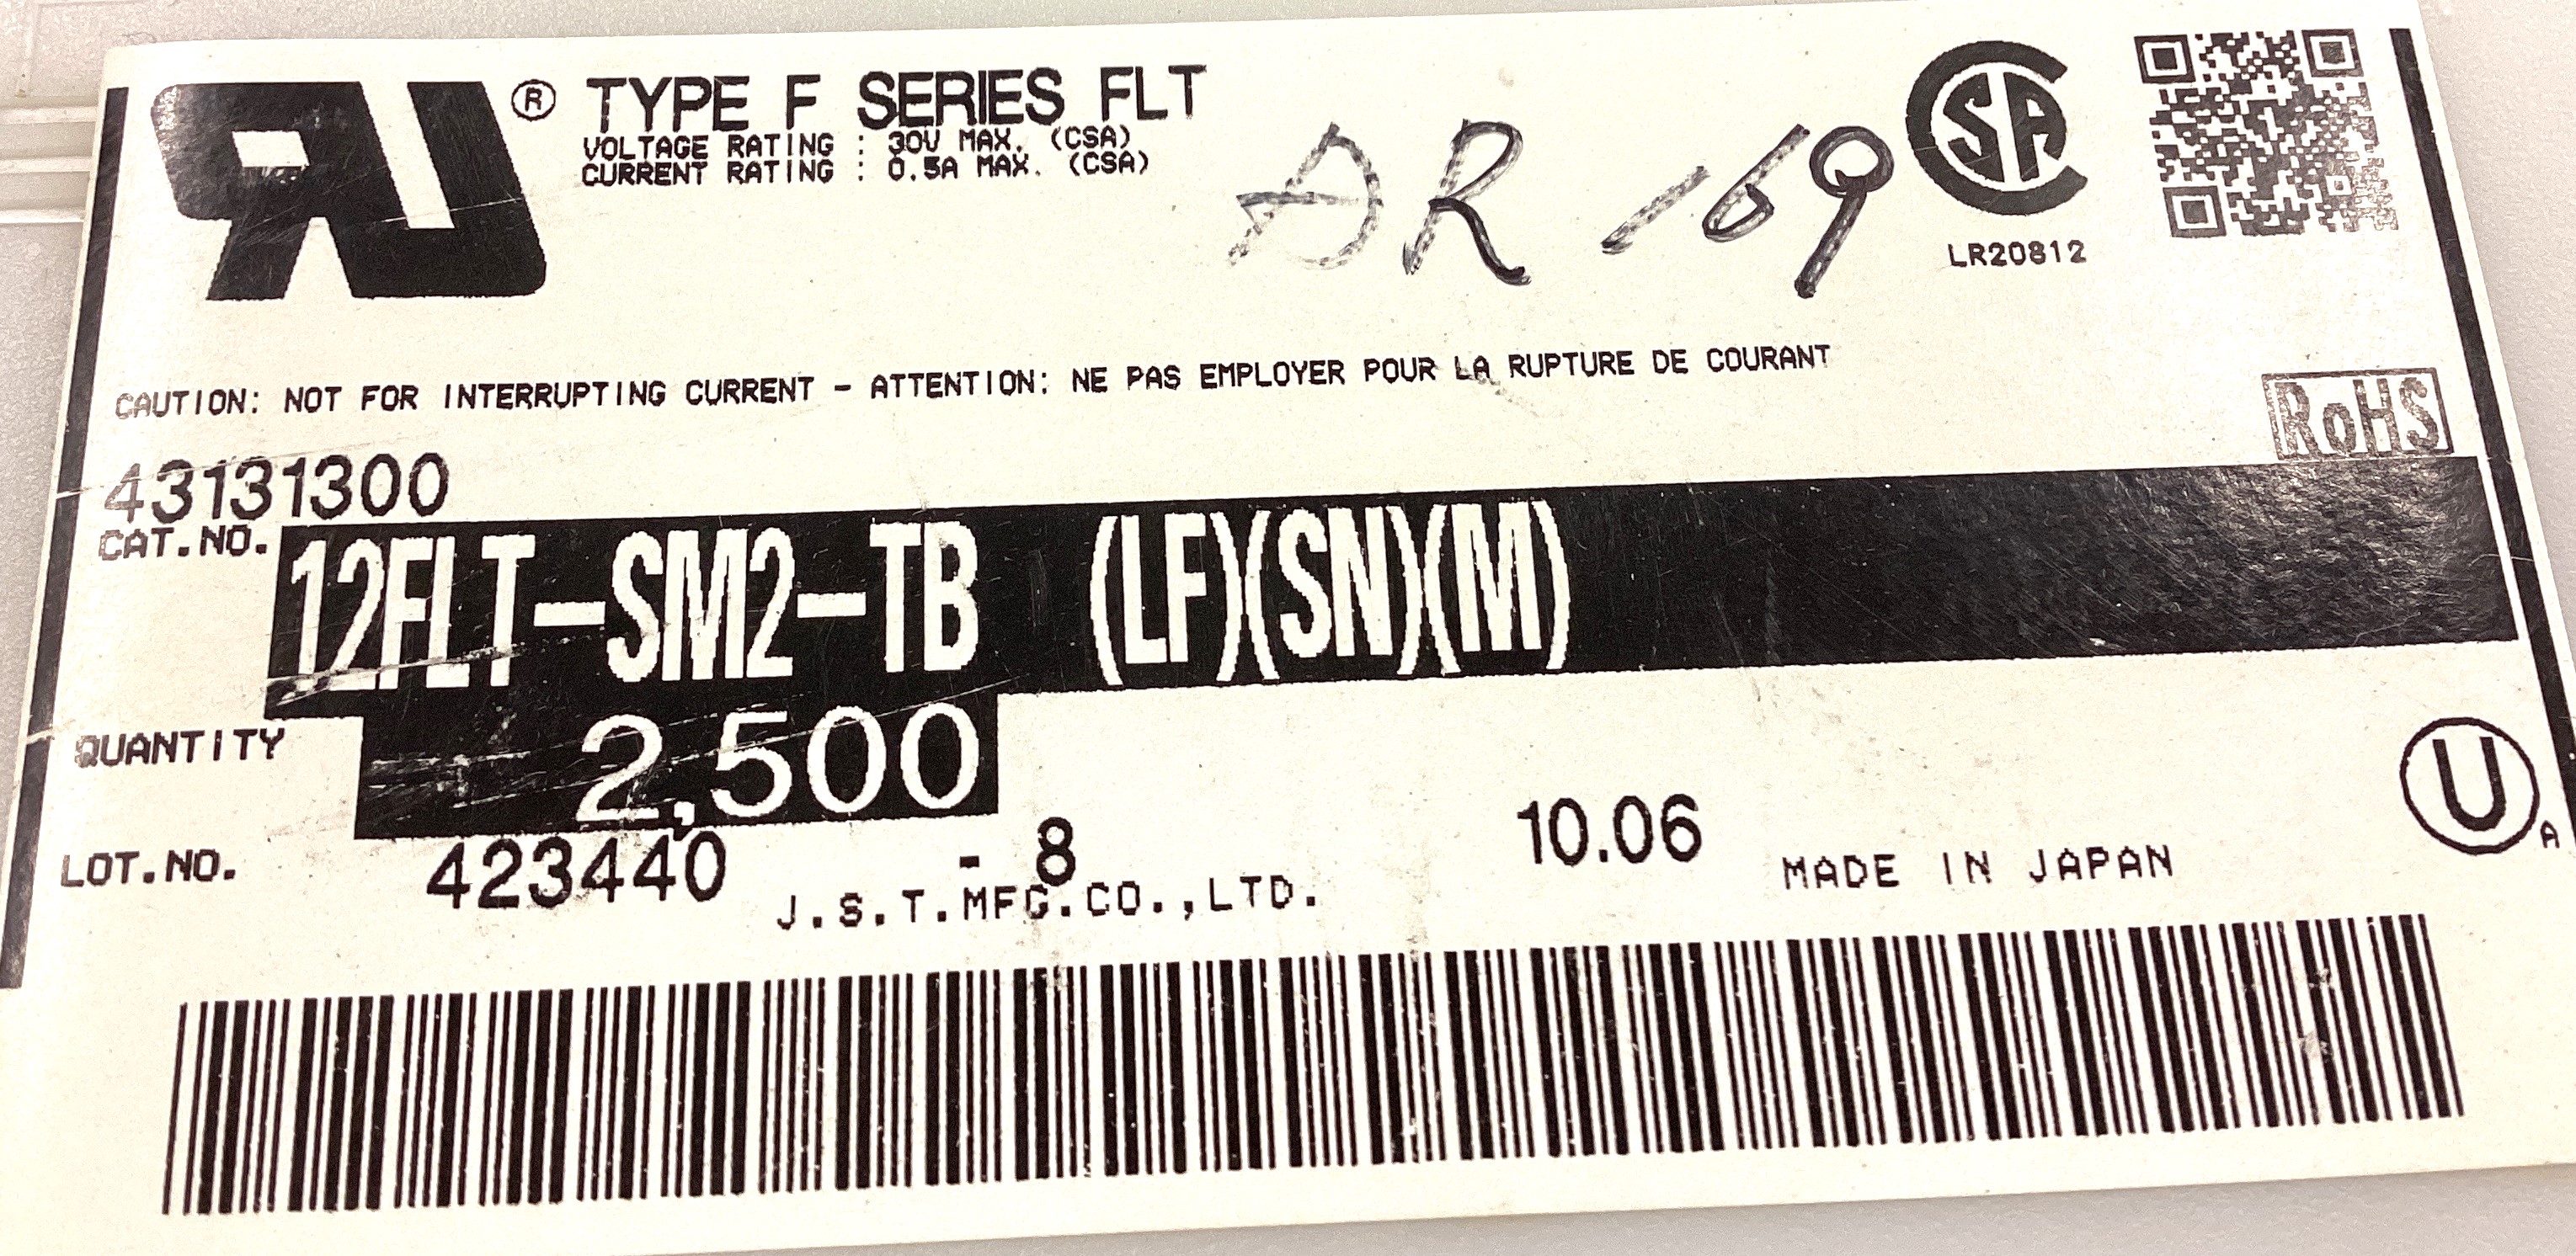 ® TYPE F SERIES FLT
VOLTAGE RATING : 30V MAX. (CSA)
CURRENT RATING : 0.5A MAX. (CSA)
AR 169
LR20812
CAUTION: NOT FOR INTERRUPTING CURRENT - ATTENTION: NE PAS EMPLOYER POUR LA RUPTURE DE COURANT
RoHS
43131300
CAT.NO. 12FLT-SM2-TB (LF)(SN)(M)
QUANTITY 2,500
U A
LOT.NO. 423440 - 8 10.06
J.S.T.MFG.CO.,LTD. MADE IN JAPAN